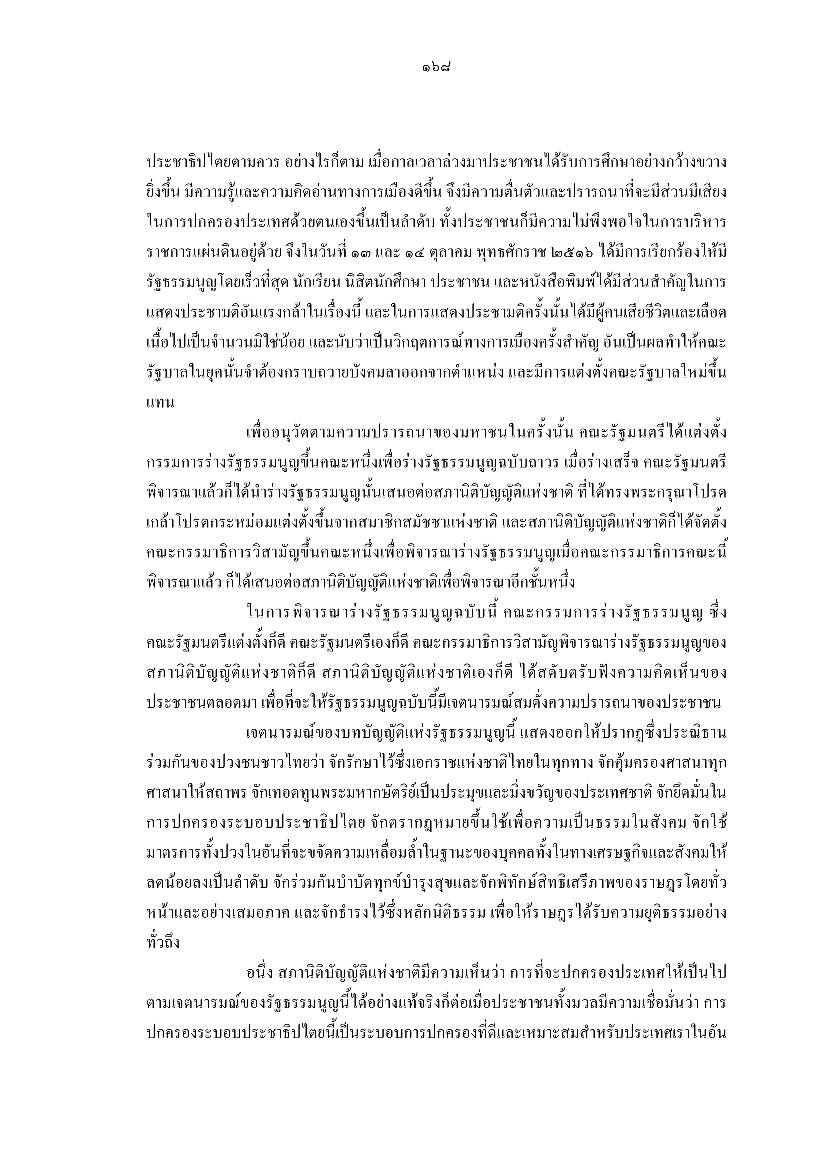 ๑๖๘
ประชาธิปไตยตามควร อย่างไรก็ตาม เมื่อกาลเวลาล่วงมาประชาชนได้รับการศึกษาอย่างกว้างขวาง
ยิ่งขึ้น มีความรู้และความคิดอ่านทางการเมืองดีขึ้น จึงมีความตื่นตัวและปรารถนาที่จะมีส่วนมีเสียง
ในการปกครองประเทศด้วยตนเองขึ้นเป็นลำดับ ทั้งประชาชนก็มีความไม่พึงพอใจในการบริหาร
ราชการแผ่นดินอยู่ด้วย จึงในวันที่ ๑๓ และ ๑๔ ตุลาคม พุทธศักราช ๒๕๑๖ ได้มีการเรียกร้องให้มี
รัฐธรรมนูญโดยเร็วที่สุด นักเรียน นิสิตนักศึกษา ประชาชน และหนังสือพิมพ์ได้มีส่วนสำคัญในการ
แสดงประชามติอันแรงกล้าในเรื่องนี้ และในการแสดงประชามติครั้งนั้นได้มีผู้คนเสียชีวิตและเลือด
เนื้อไปเป็นจำนวนมิใช่น้อย และนับว่าเป็นวิกฤตการณ์ทางการเมืองครั้งสำคัญ อันเป็นผลทำให้คณะ
รัฐบาลในยุคนั้นจำต้องกราบถวายบังคมลาออกจากตำแหน่ง และมีการแต่งตั้งคณะรัฐบาลใหม่ขึ้น
แทน
เพื่ออนุวัตตามความปรารถนาของมหาชนในครั้งนั้น คณะรัฐมนตรีได้แต่งตั้ง
กรรมการร่างรัฐธรรมนูญขึ้นคณะหนึ่งเพื่อร่างรัฐธรรมนูญฉบับถาวร เมื่อร่างเสร็จ คณะรัฐมนตรี
พิจารณาแล้วก็ได้นำร่างรัฐธรรมนูญนั้นเสนอต่อสภานิติบัญญัติแห่งชาติ ที่ได้ทรงพระกรุณาโปรด
เกล้าโปรดกระหม่อมแต่งตั้งขึ้นจากสมาชิกสมัชชาแห่งชาติ และสภานิติบัญญัติแห่งชาติก็ได้จัดตั้ง
คณะกรรมาธิการวิสามัญขึ้นคณะหนึ่งเพื่อพิจารณาร่างรัฐธรรมนูญเมื่อคณะกรรมาธิการคณะนี้
พิจารณาแล้ว ก็ได้เสนอต่อสภานิติบัญญัติแห่งชาติเพื่อพิจารณาอีกชั้นหนึ่ง
ในการพิจารณาร่างรัฐธรรมนูญฉบับนี้ คณะกรรมการร่างรัฐธรรมนูญ ซึ่ง
คณะรัฐมนตรีแต่งตั้งก็ดี คณะรัฐมนตรีเองก็ดี คณะกรรมาธิการวิสามัญพิจารณาร่างรัฐธรรมนูญของ
สภานิติบัญญัติแห่งชาติก็ดี สภานิติบัญญัติแห่งชาติเองก็ดี ได้สดับตรับฟังความคิดเห็นของ
ประชาชนตลอดมา เพื่อที่จะให้รัฐธรรมนูญฉบับนี้มีเจตนารมณ์สมดั่งความปรารถนาของประชาชน
เจตนารมณ์ของบทบัญญัติแห่งรัฐธรรมนูญนี้ แสดงออกให้ปรากฏซึ่งประณิธาน
ร่วมกันของปวงชนชาวไทยว่า จักรักษาไว้ซึ่งเอกราชแห่งชาติไทยในทุกทาง จักคุ้มครองศาสนาทุก
ศาสนาให้สถาพร จักเทอดทูนพระมหากษัตริย์เป็นประมุขและมิ่งขวัญของประเทศชาติ จักยึดมั่นใน
การปกครองระบอบประชาธิปไตย จักตรากฎหมายขึ้นใช้เพื่อความเป็นธรรมในสังคม จักใช้
มาตรการทั้งปวงในอันที่จะขจัดความเหลื่อมล้ำในฐานะของบุคคลทั้งในทางเศรษฐกิจและสังคมให้
ลดน้อยลงเป็นลำดับ จักร่วมกันบำบัดทุกข์บำรุงสุขและจักพิทักษ์สิทธิเสรีภาพของราษฎรโดยทั่ว
หน้าและอย่างเสมอภาค และจักธำรงไว้ซึ่งหลักนิติธรรม เพื่อให้ราษฎรได้รับความยุติธรรมอย่าง
ทั่วถึง
อนึ่ง สภานิติบัญญัติแห่งชาติมีความเห็นว่า การที่จะปกครองประเทศให้เป็นไป
ตามเจตนารมณ์ของรัฐธรรมนูญนี้ได้อย่างแท้จริงก็ต่อเมื่อประชาชนทั้งมวลมีความเชื่อมั่นว่า การ
ปกครองระบอบประชาธิปไตยนี้เป็นระบอบการปกครองที่ดีและเหมาะสมสำหรับประเทศเราในอัน